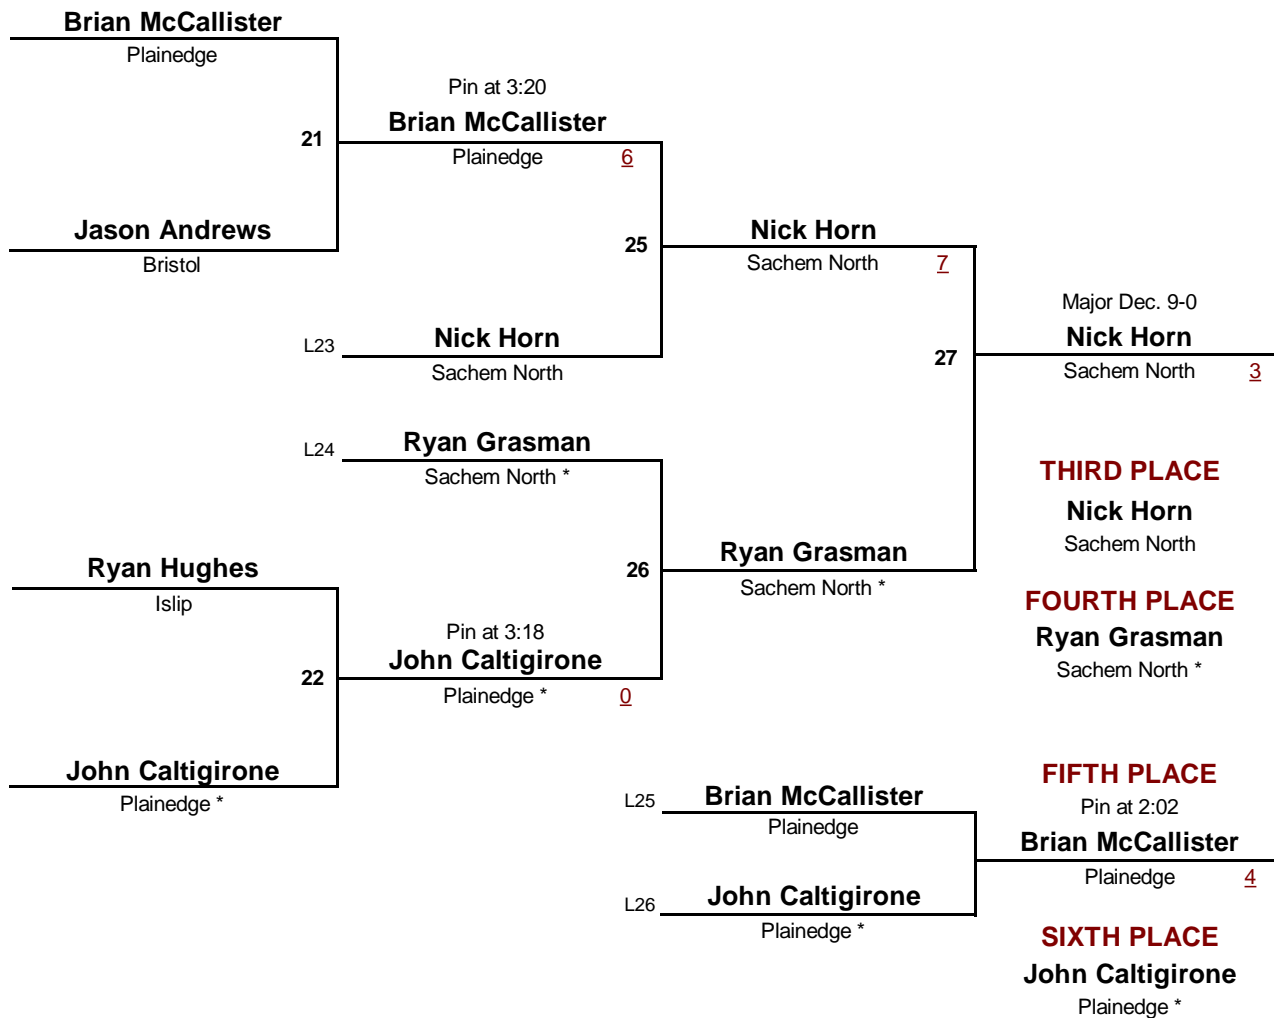 Brian McCallister
Plainedge
Pin at 3:20
21
Brian McCallister
Plainedge 6
Jason Andrews
Bristol
25
Nick Horn
Sachem North 7
L23
Nick Horn
Sachem North
Major Dec. 9-0
27
Nick Horn
Sachem North 3
L24
Ryan Grasman
Sachem North *
THIRD PLACE
Nick Horn
Sachem North
Ryan Hughes
Islip
26
Ryan Grasman
Sachem North *
FOURTH PLACE
Ryan Grasman
Sachem North *
Pin at 3:18
22
John Caltigirone
Plainedge * 0
John Caltigirone
Plainedge *
L25
Brian McCallister
Plainedge
FIFTH PLACE
Pin at 2:02
Brian McCallister
Plainedge 4
L26
John Caltigirone
Plainedge *
SIXTH PLACE
John Caltigirone
Plainedge *